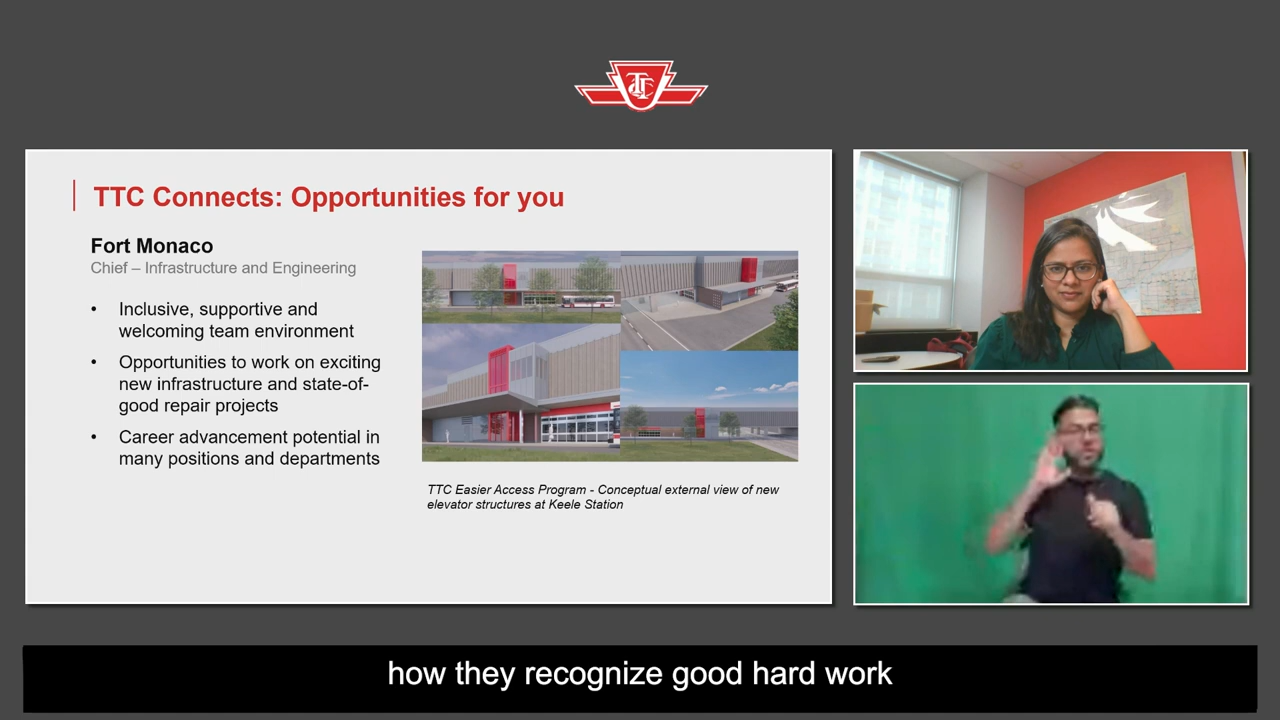 TTC
TTC Connects: Opportunities for you
Fort Monaco
Chief – Infrastructure and Engineering
• Inclusive, supportive and
welcoming team environment
• Opportunities to work on exciting
new infrastructure and state-of-
good repair projects
• Career advancement potential in
many positions and departments
TTC Easier Access Program - Conceptual external view of new
elevator structures at Keele Station
how they recognize good hard work